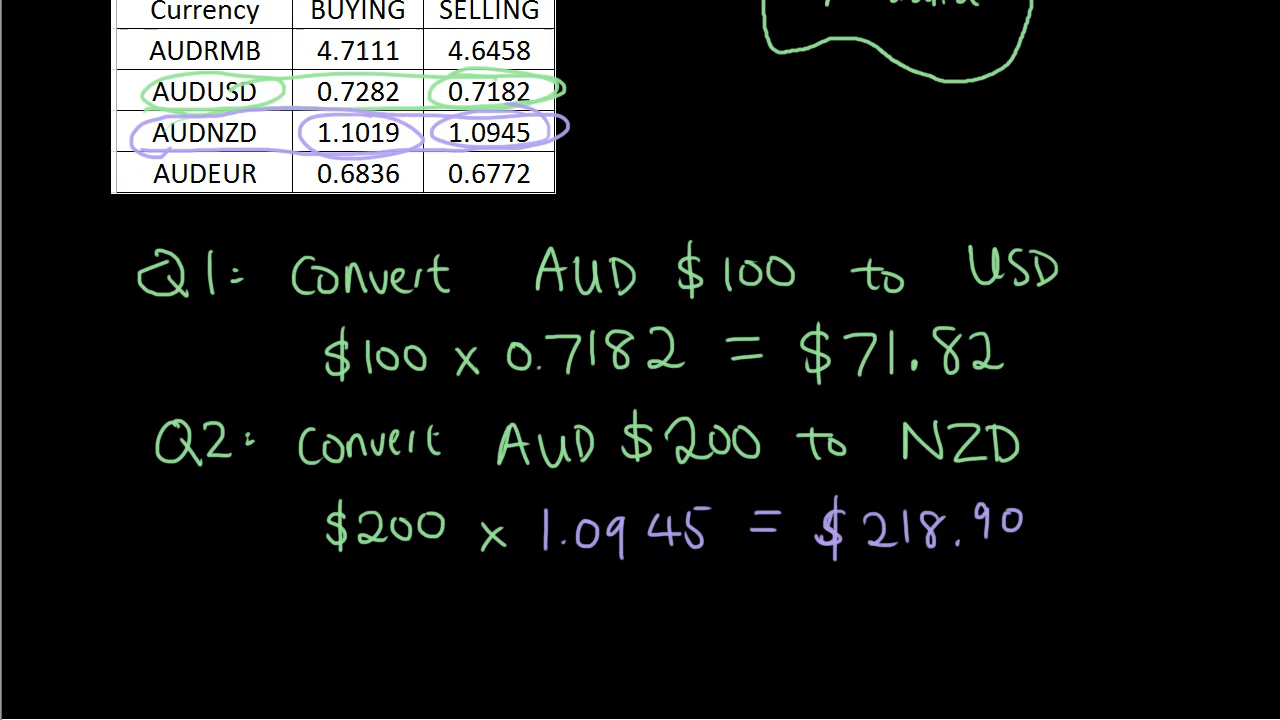 Currency BUYING SELLING
AUDRMB 4.7111 4.6458
AUDUSD 0.7282 0.7182
AUDNZD 1.1019 1.0945
AUDEUR 0.6836 0.6772
Q1: Convert AUD $100 to USD
$100 x 0.7182 = $71.82
Q2: Convert AUD $200 to NZD
$200 x 1.0945 = $218.90